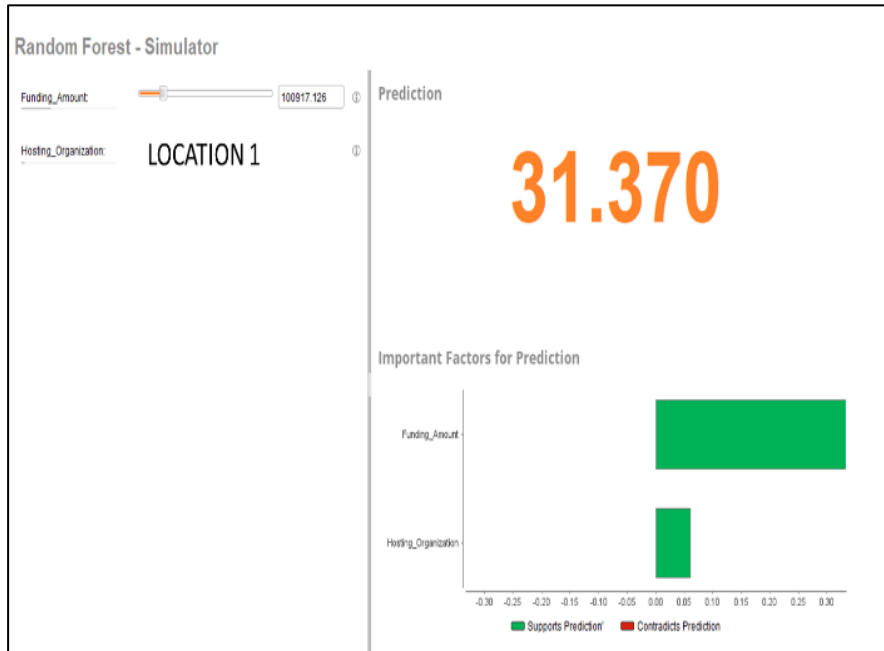 Random Forest - Simulator
Funding_Amount:
100917.126
Hosting_Organization:
LOCATION 1
Prediction
31.370
Important Factors for Prediction
Funding_Amount
Hosting_Organization
-0.30 -0.25 -0.20 -0.15 -0.10 -0.05 0.00 0.05 0.10 0.15 0.20 0.25 0.30
Supports Prediction' Contradicts Prediction